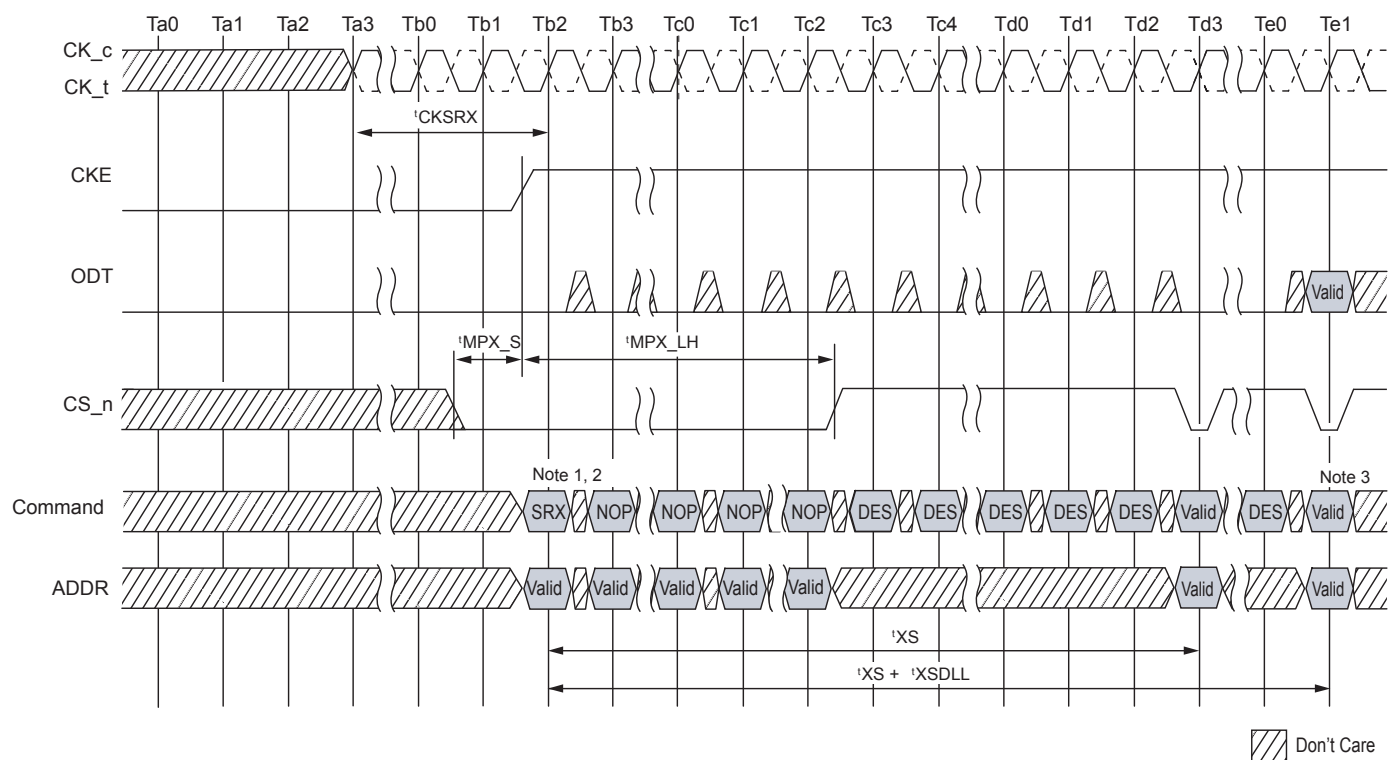 Ta0 Ta1 Ta2 Ta3 Tb0 Tb1 Tb2 Tb3 Tc0 Tc1 Tc2 Tc3 Tc4 Td0 Td1 Td2 Td3 Te0 Te1
CK_c
CK_t
tCKSRX
CKE
ODT
Valid
tMPX_S tMPX_LH
CS_n
Note 1, 2 Note 3
Command SRX NOP NOP NOP NOP DES DES DES DES DES Valid DES Valid
ADDR Valid Valid Valid Valid Valid Valid Valid
tXS
tXS + tXSDLL
Don't Care